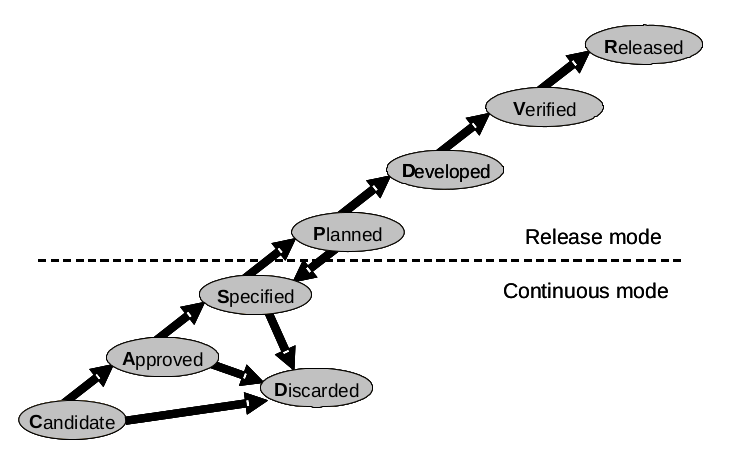 Released
Verified
Developed
Planned
Release mode
Specified
Continuous mode
Approved
Discarded
Candidate